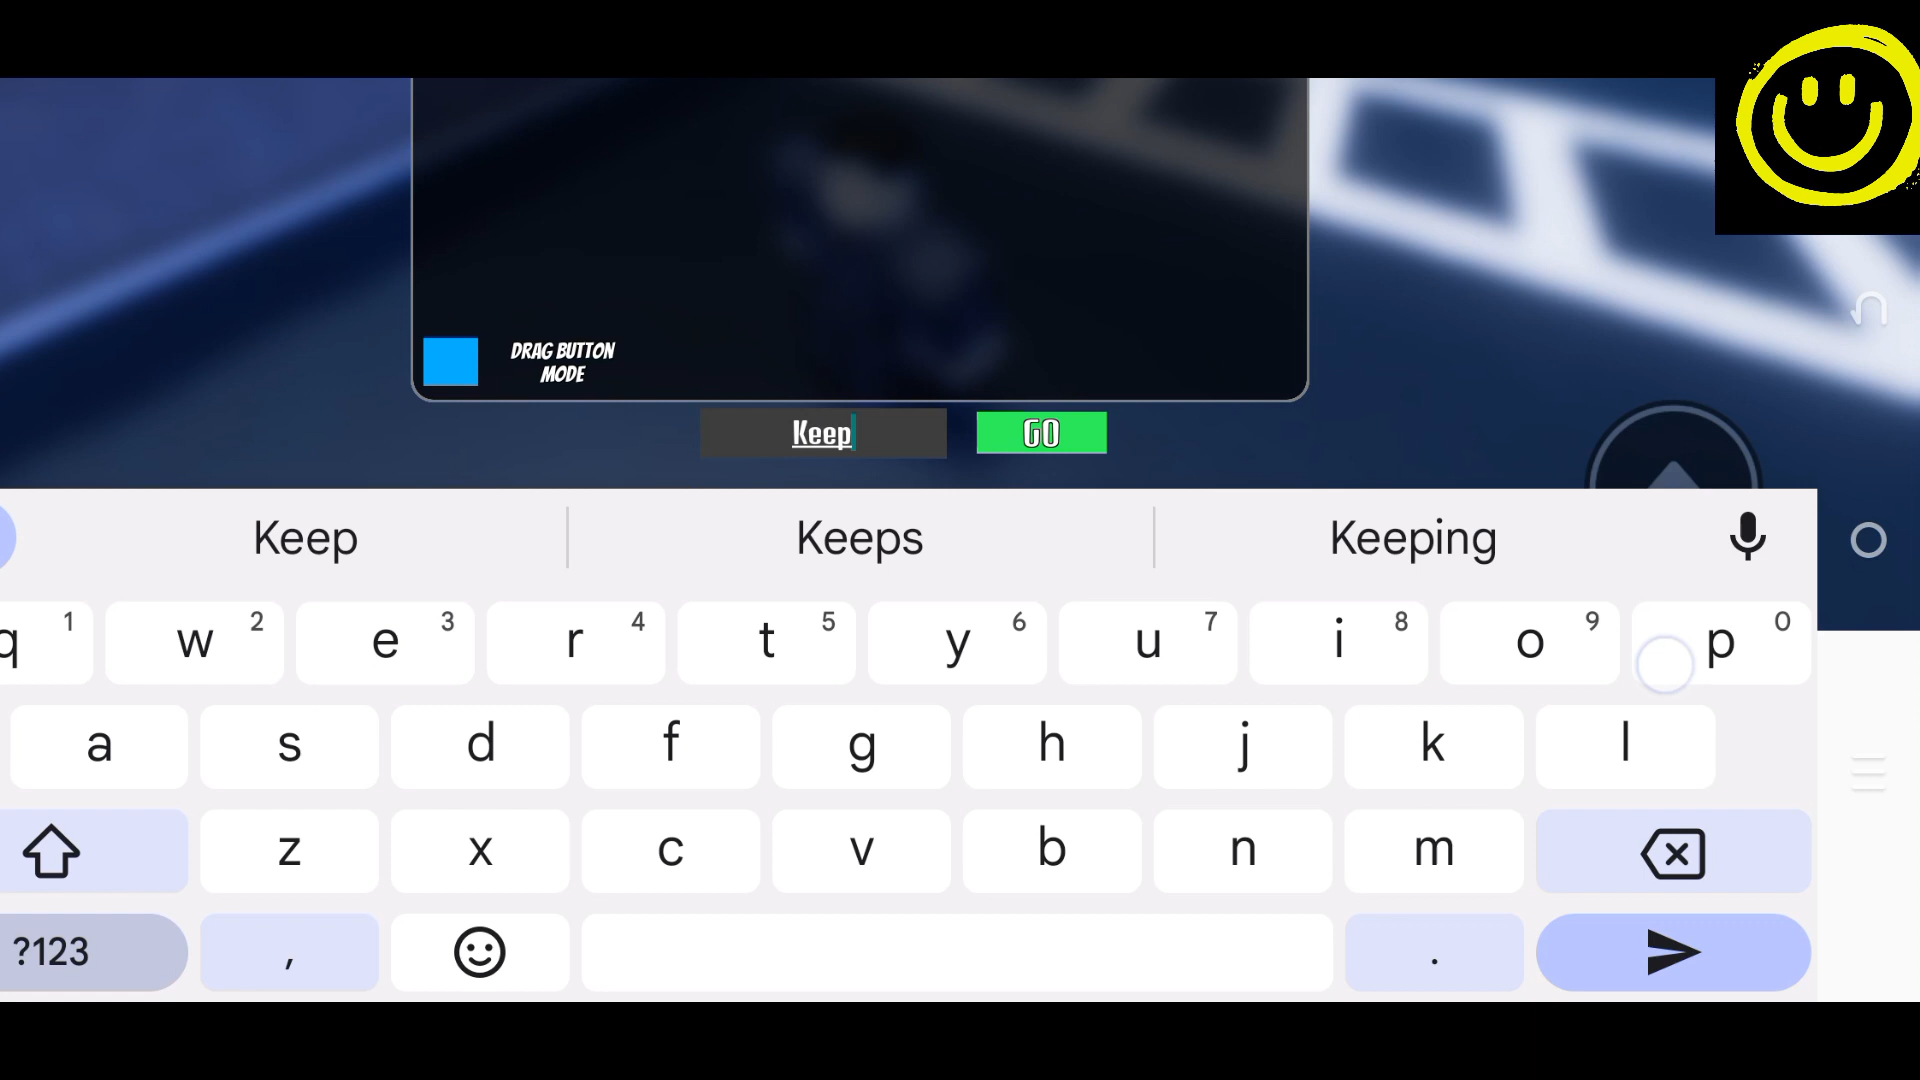 DRAG BUTTON
MODE
Keep
GO
Keep Keeps Keeping
q 1 w 2 e 3 r 4 t 5 y 6 u 7 i 8 o 9 p 0
a s d f g h j k l
z x c v b n m
?123 , .